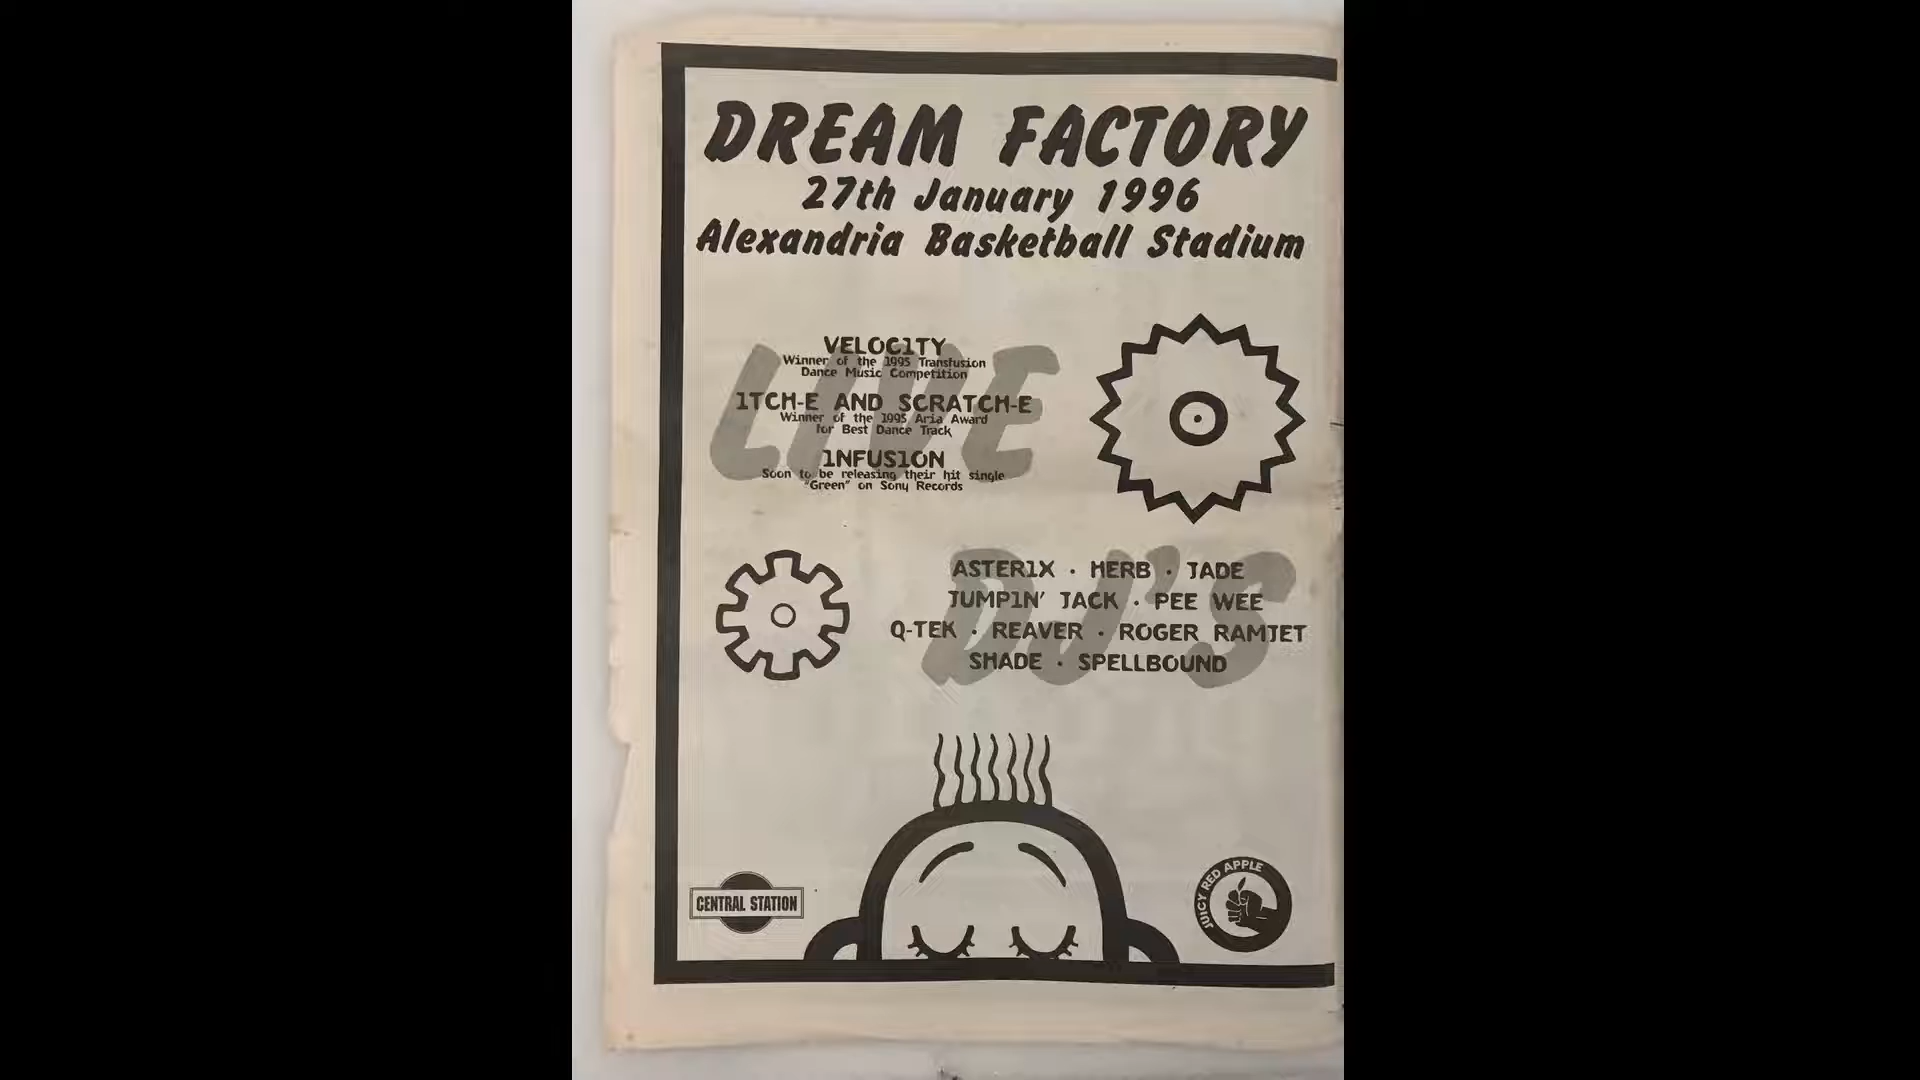 DREAM FACTORY
27th January 1996
Alexandria Basketball Stadium
LIVE
VELOC1TY
Winner of the 1995 Transfusion
Dance Music Competition
1TCH-E AND SCRATCH-E
Winner of the 1995 Aria Award
for Best Dance Track
1NFUS1ON
Soon to be releasing their hit single
"Green" on Sony Records
DJ'S
ASTER1X · HERB · JADE
JUMP1N' JACK · PEE WEE
Q-TEK · REAVER · ROGER RAMJET
SHADE · SPELLBOUND
CENTRAL STATION
JUICY RED APPLE